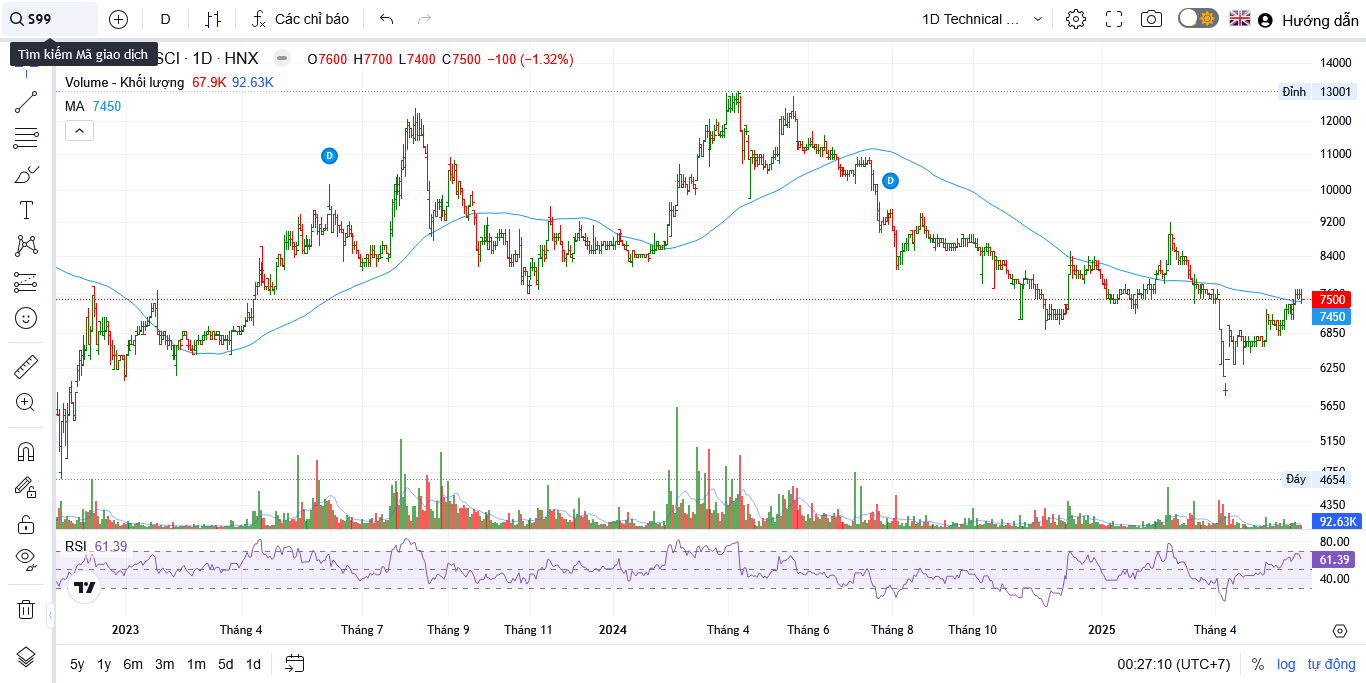 S99 D Các chỉ báo 1D Technical ... Hướng dẫn
Tìm kiếm Mã giao dịch
SCI · 1D · HNX O7600 H7700 L7400 C7500 −100 (−1.32%)
Volume - Khối lượng 67.9K 92.63K
MA 7450
14000
Đỉnh 13001
12000
11000
10000
9200
8400
7500
7450
6850
6250
5650
5150
Đáy 4654
4350
92.63K
D
D
RSI 61.39
80.00
61.39
40.00
2023 Tháng 4 Tháng 7 Tháng 9 Tháng 11 2024 Tháng 4 Tháng 6 Tháng 8 Tháng 10 2025 Tháng 4
5y 1y 6m 3m 1m 5d 1d 00:27:10 (UTC+7) % log tự động